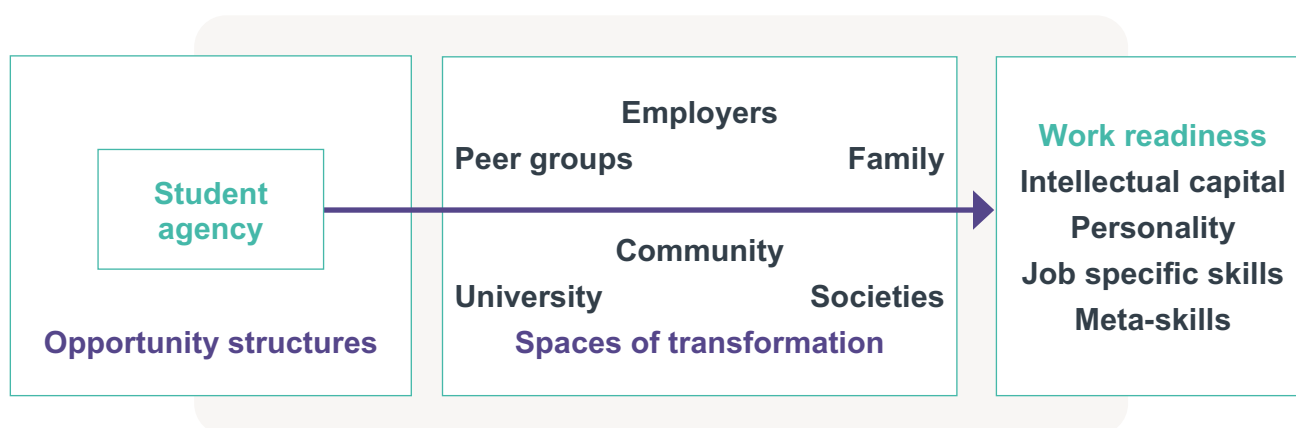 Student
agency
Opportunity structures
Employers
Peer groups
Family
Community
University
Societies
Spaces of transformation
Work readiness
Intellectual capital
Personality
Job specific skills
Meta-skills